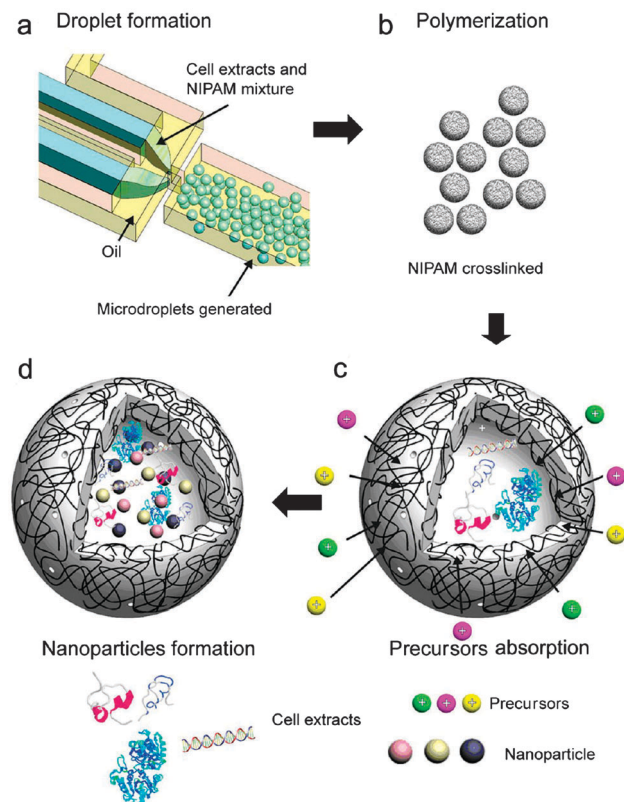 a Droplet formation
Cell extracts and
NIPAM mixture
Oil
Microdroplets generated
b Polymerization
NIPAM crosslinked
d
Nanoparticles formation
c
Precursors absorption
Cell extracts
Precursors
Nanoparticle